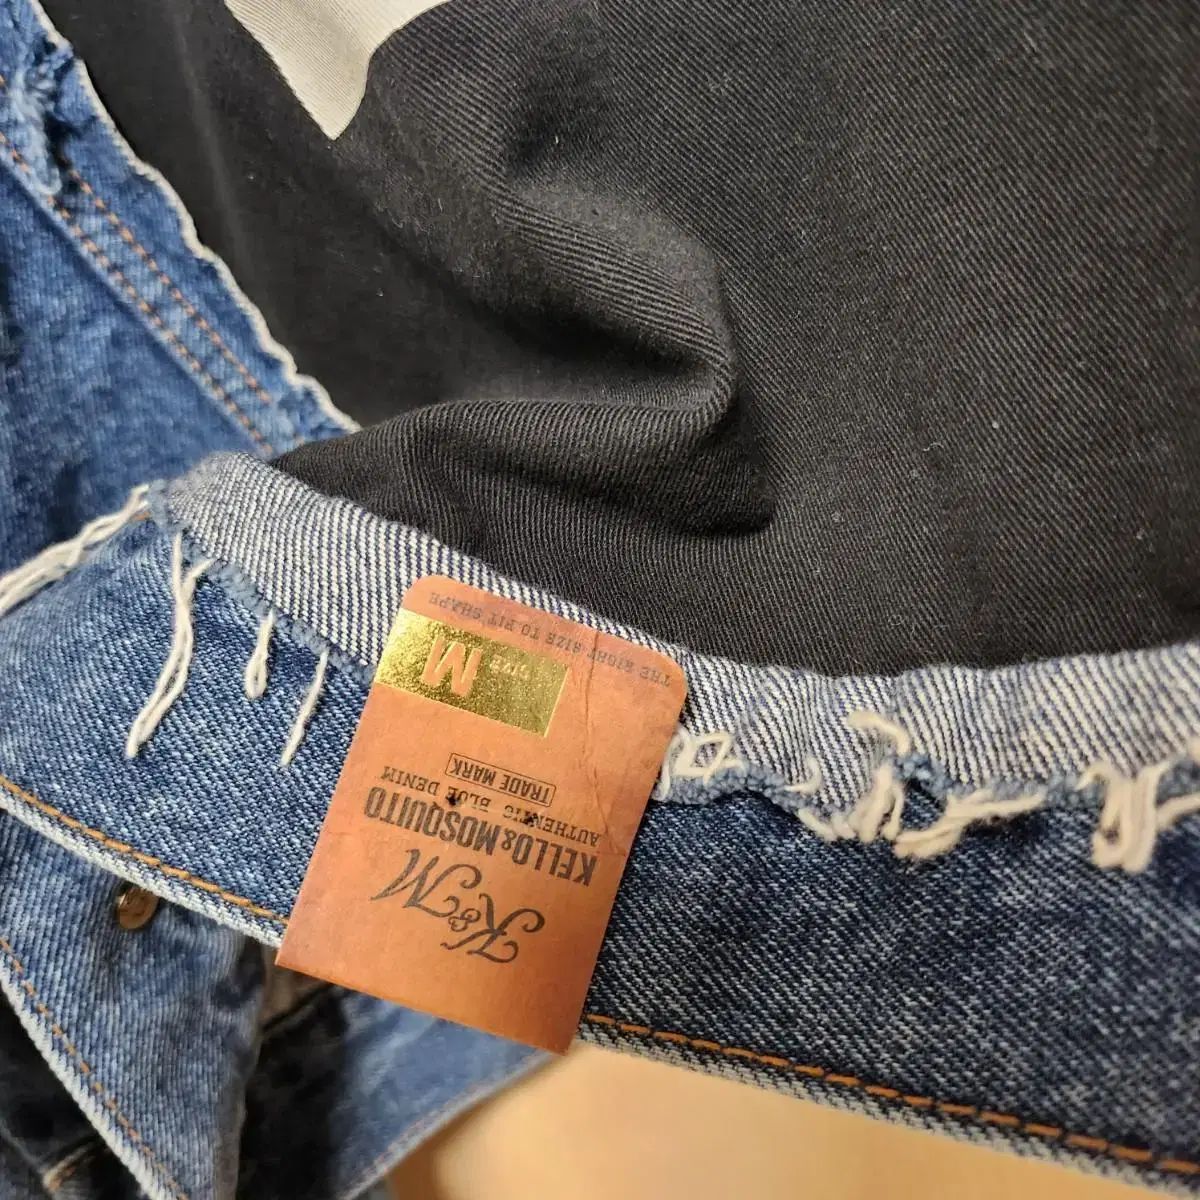 K&M
KELLO&MOSQUITO
AUTHENTIC BLUE DENIM
TRADE MARK
SIZE M
THE RIGHT SIZE TO FIT SHAPE